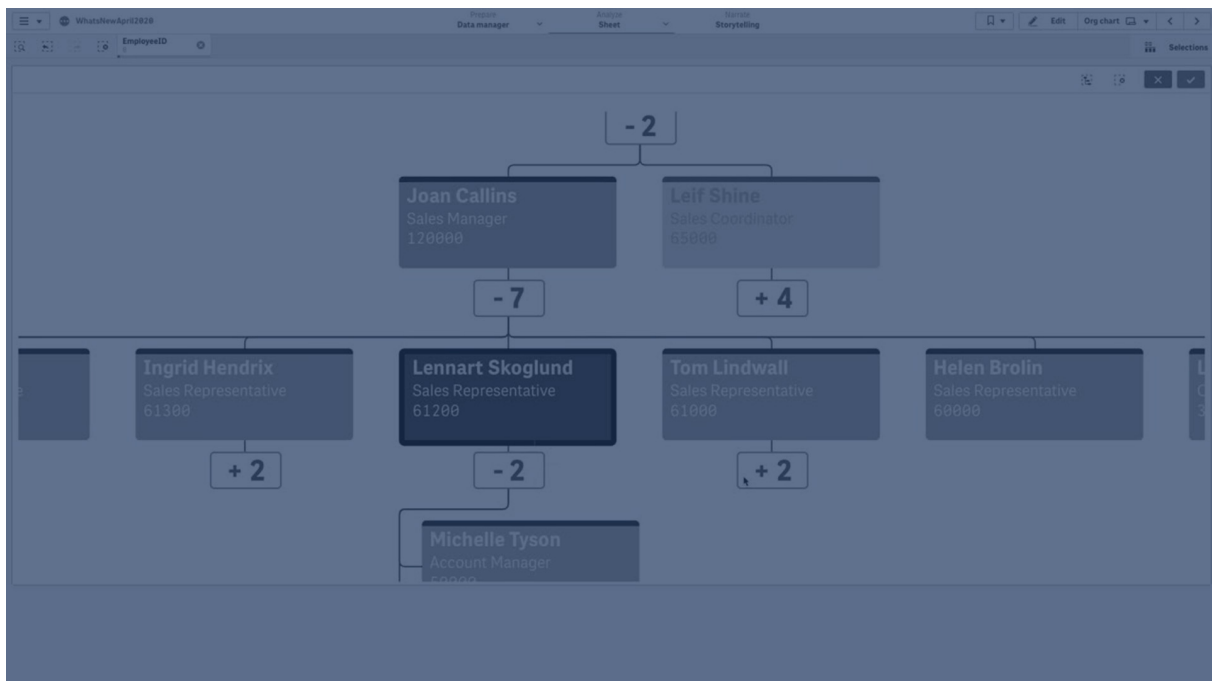 WhatsNewApril2020
Prepare
Data manager
Analyze
Sheet
Narrate
Storytelling
Edit
Org chart
EmployeeID
Selections
- 2
Joan Callins
Sales Manager
120000
Leif Shine
Sales Coordinator
65000
- 7
+ 4
Ingrid Hendrix
Sales Representative
61300
Lennart Skoglund
Sales Representative
61200
Tom Lindwall
Sales Representative
61000
Helen Brolin
Sales Representative
60000
+ 2
- 2
+ 2
Michelle Tyson
Account Manager